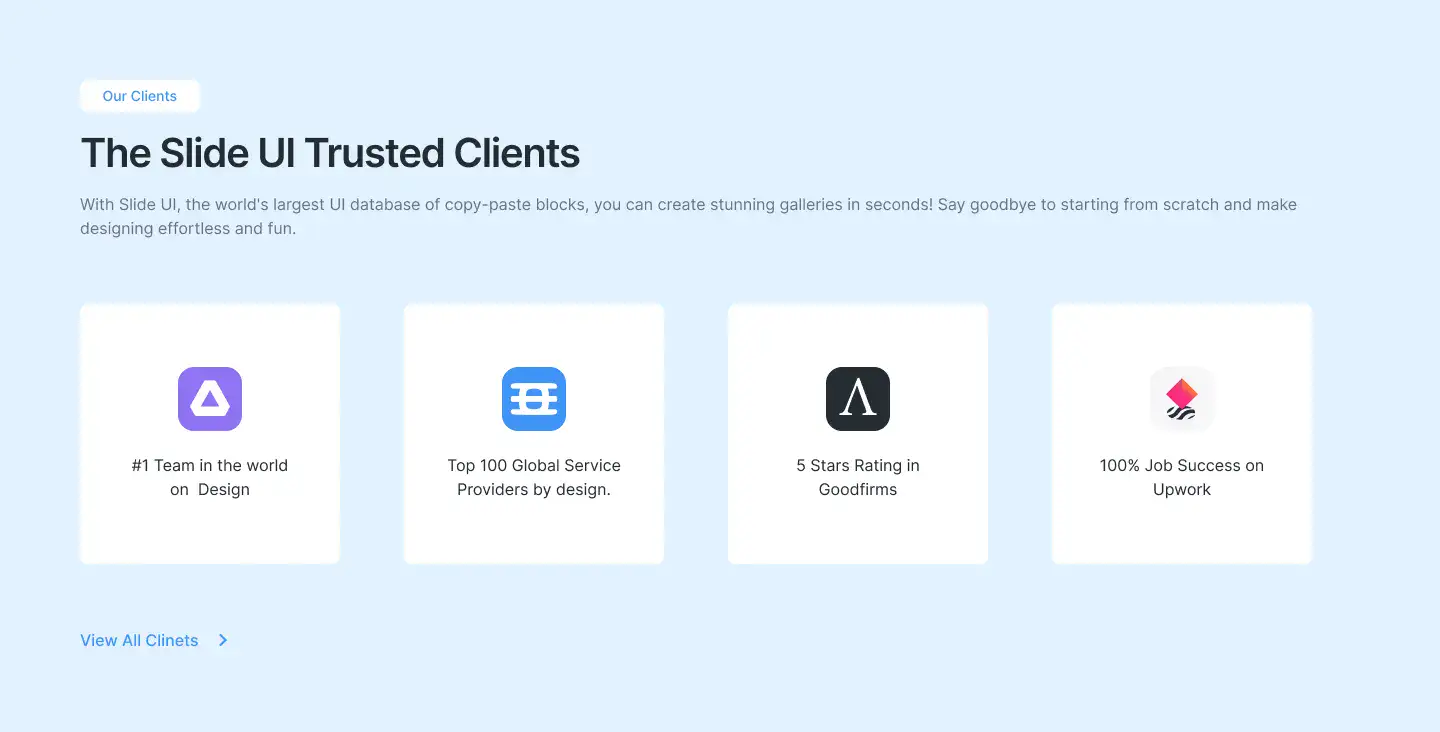 Our Clients
The Slide UI Trusted Clients
With Slide UI, the world's largest UI database of copy-paste blocks, you can create stunning galleries in seconds! Say goodbye to starting from scratch and make
designing effortless and fun.
#1 Team in the world
on  Design
Top 100 Global Service
Providers by design.
5 Stars Rating in
Goodfirms
100% Job Success on
Upwork
View All Clinets